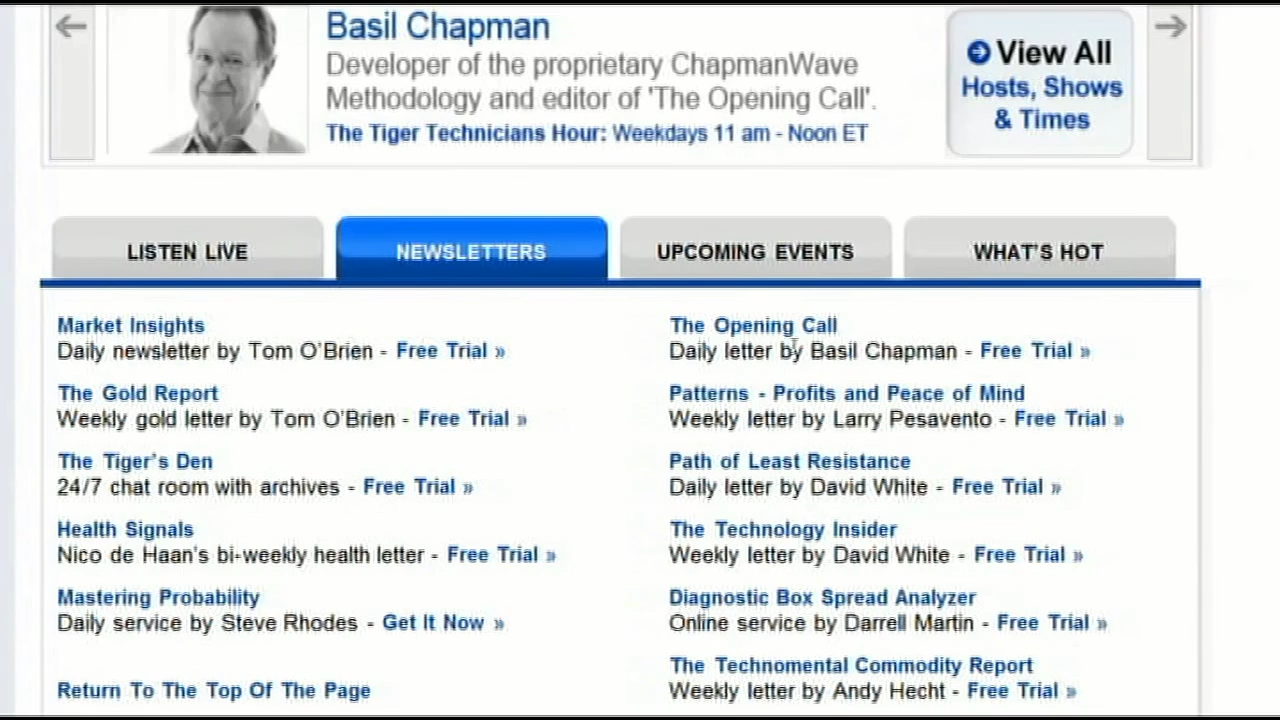 Basil Chapman
Developer of the proprietary ChapmanWave
Methodology and editor of 'The Opening Call'.
The Tiger Technicians Hour: Weekdays 11 am - Noon ET
View All
Hosts, Shows
& Times
LISTEN LIVE
NEWSLETTERS
UPCOMING EVENTS
WHAT'S HOT
Market Insights
Daily newsletter by Tom O'Brien - Free Trial »
The Gold Report
Weekly gold letter by Tom O'Brien - Free Trial »
The Tiger's Den
24/7 chat room with archives - Free Trial »
Health Signals
Nico de Haan's bi-weekly health letter - Free Trial »
Mastering Probability
Daily service by Steve Rhodes - Get It Now »
Return To The Top Of The Page
The Opening Call
Daily letter by Basil Chapman - Free Trial »
Patterns - Profits and Peace of Mind
Weekly letter by Larry Pesavento - Free Trial »
Path of Least Resistance
Daily letter by David White - Free Trial »
The Technology Insider
Weekly letter by David White - Free Trial »
Diagnostic Box Spread Analyzer
Online service by Darrell Martin - Free Trial »
The Technomental Commodity Report
Weekly letter by Andy Hecht - Free Trial »